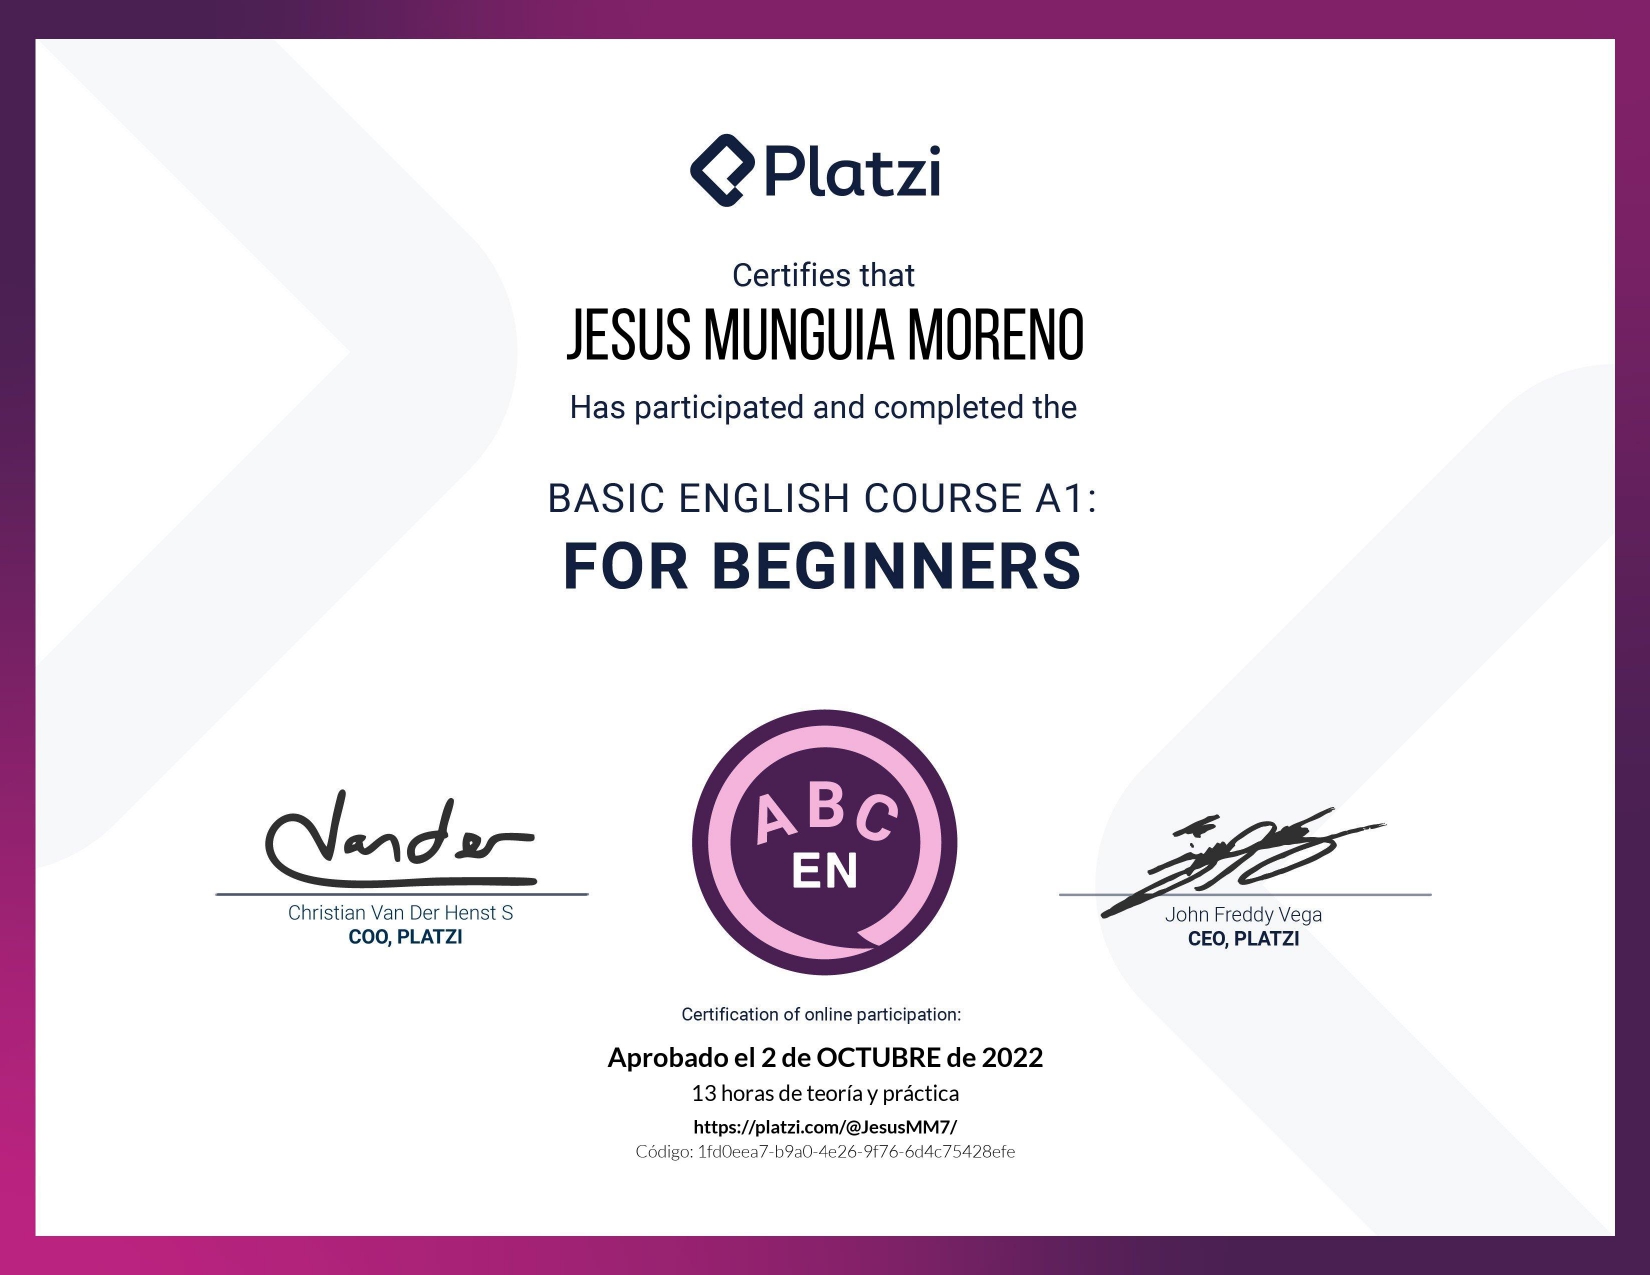 Platzi
Certifies that
JESUS MUNGUIA MORENO
Has participated and completed the
BASIC ENGLISH COURSE A1:
FOR BEGINNERS
Vander
ABC
EN
Christian Van Der Henst S
COO, PLATZI
John Freddy Vega
CEO, PLATZI
Certification of online participation:
Aprobado el 2 de OCTUBRE de 2022
13 horas de teoría y práctica
https://platzi.com/@JesusMM7/
Código: 1fd0eea7-b9a0-4e26-9f76-6d4c75428efe